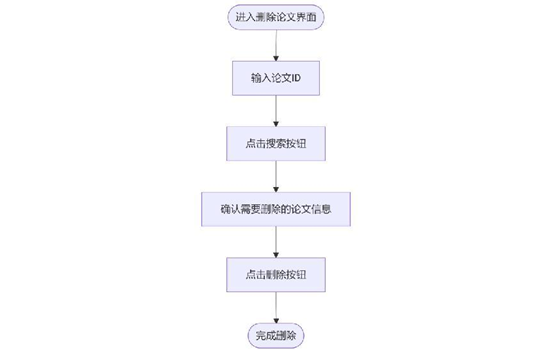 进入删除论文界面
输入论文ID
点击搜索按钮
确认需要删除的论文信息
点击删除按钮
完成删除